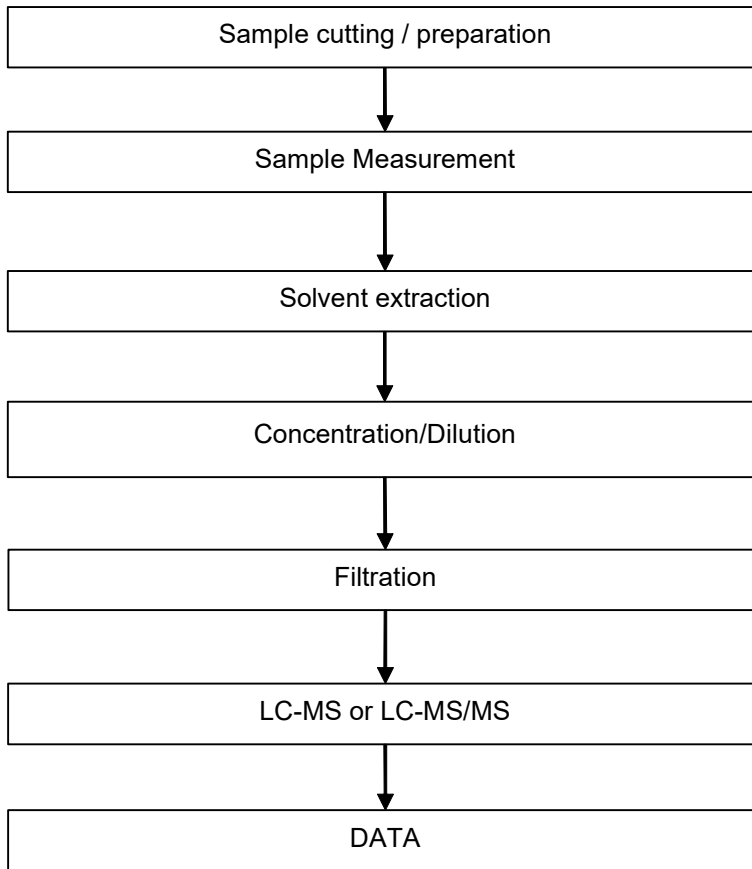 Sample cutting / preparation
Sample Measurement
Solvent extraction
Concentration/Dilution
Filtration
LC-MS or LC-MS/MS
DATA